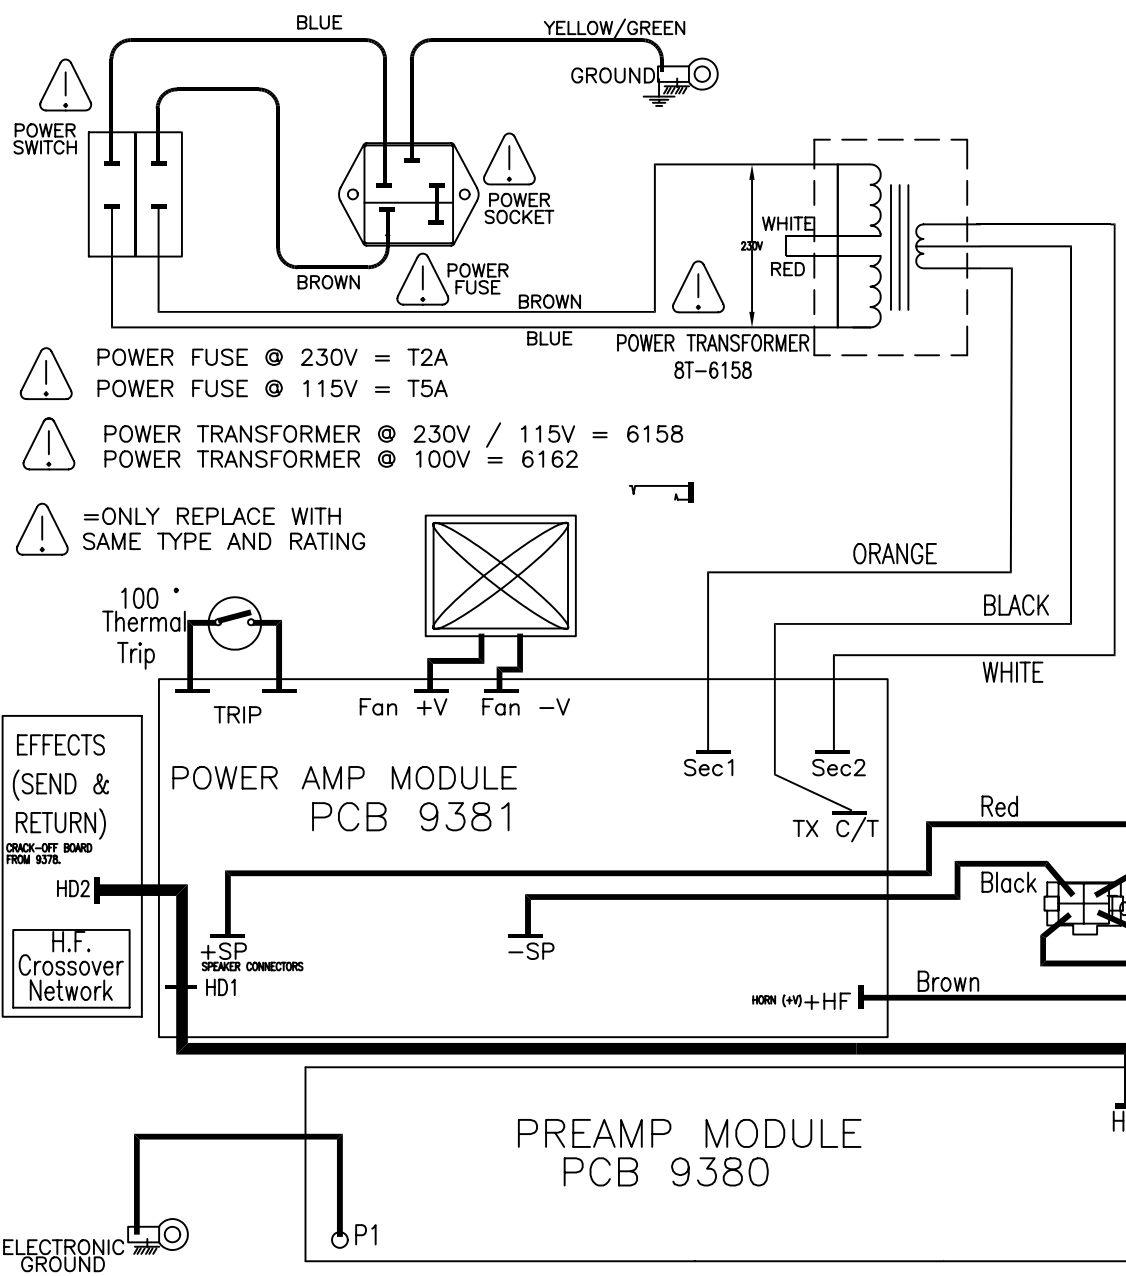 BLUE
YELLOW/GREEN
GROUND
POWER
SWITCH
POWER
SOCKET
WHITE
230V
RED
BROWN
POWER
FUSE
BROWN
BLUE
POWER TRANSFORMER
8T-6158
POWER FUSE @ 230V = T2A
POWER FUSE @ 115V = T5A
POWER TRANSFORMER @ 230V / 115V = 6158
POWER TRANSFORMER @ 100V = 6162
=ONLY REPLACE WITH
SAME TYPE AND RATING
ORANGE
BLACK
WHITE
100 °
Thermal
Trip
TRIP
Fan +V
Fan -V
EFFECTS
(SEND &
RETURN)
CRACK-OFF BOARD
FROM 9378.
HD2
H.F.
Crossover
Network
POWER AMP MODULE
PCB 9381
Sec1
Sec2
TX C/T
Red
Black
+SP
SPEAKER CONNECTORS
HD1
-SP
HORN (+V) +HF
Brown
H
PREAMP MODULE
PCB 9380
P1
ELECTRONIC
GROUND